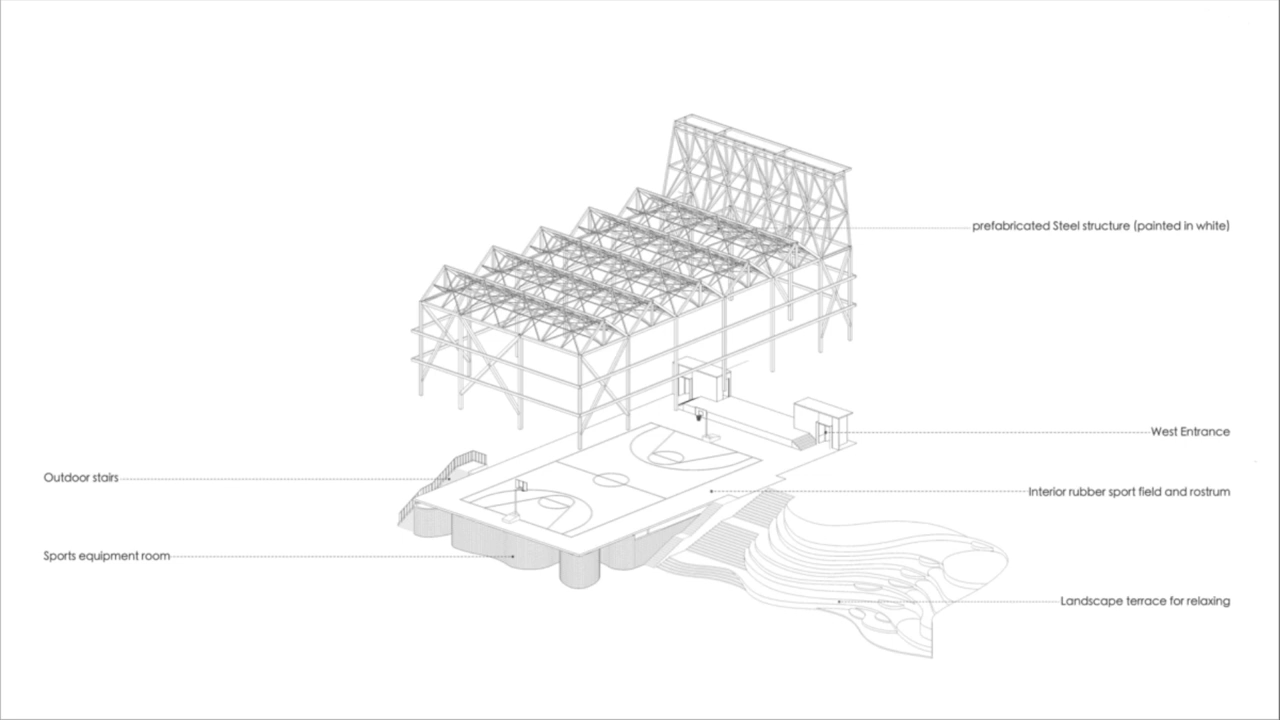 prefabricated Steel structure (painted in white)
West Entrance
Outdoor stairs
Interior rubber sport field and rostrum
Sports equipment room
Landscape terrace for relaxing